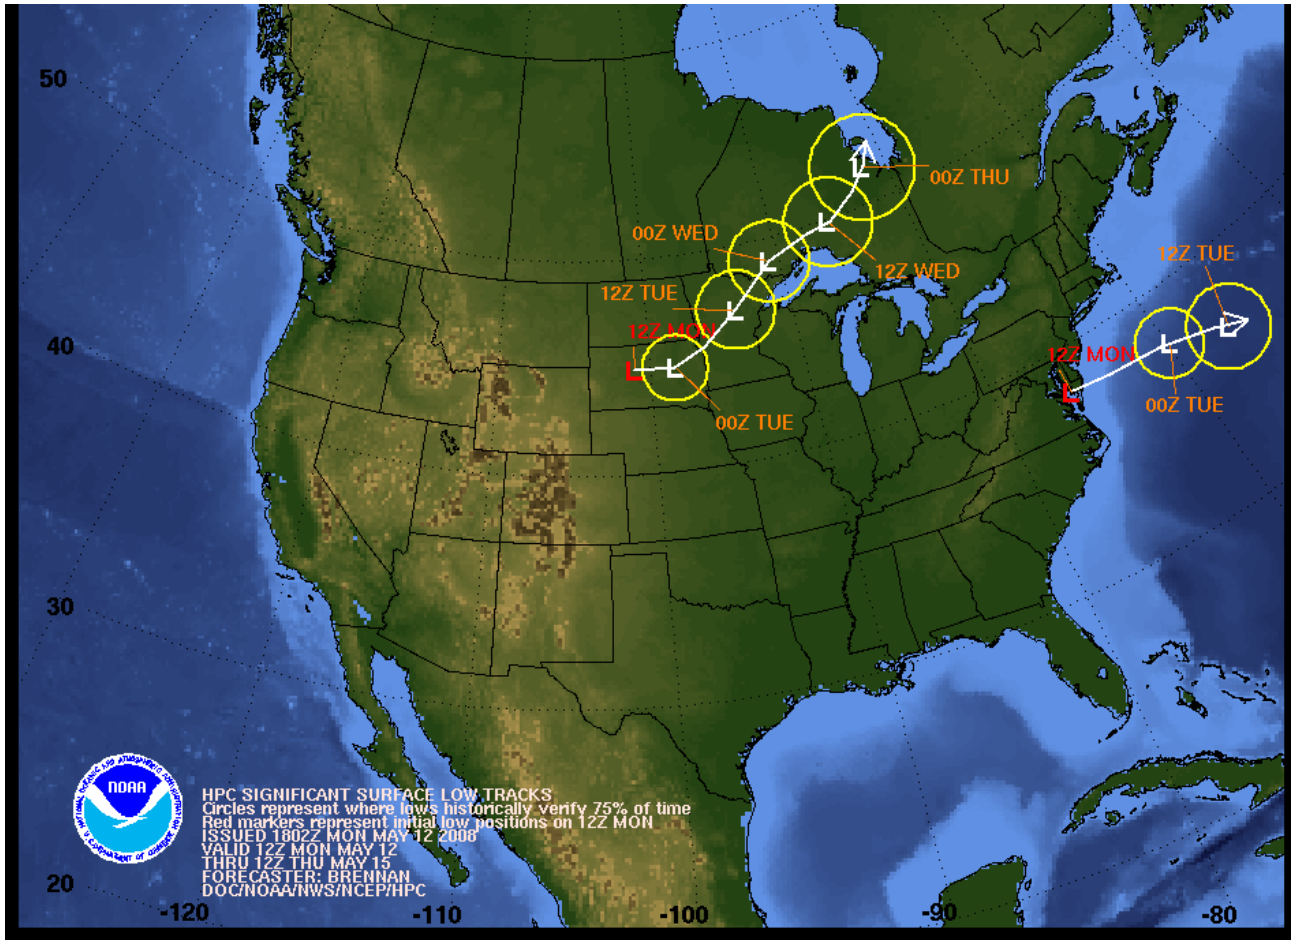 50
00Z THU
00Z WED
12Z TUE
12Z WED
12Z TUE
12Z MON
40
12Z MON
00Z TUE
00Z TUE
L
L
L
L
L
L
L
L
L
30
NOAA
HPC SIGNIFICANT SURFACE LOW TRACKS
Circles represent where lows historically verify 75% of time
Red markers represent initial low positions on 12Z MON
ISSUED 1802Z MON MAY 12 2008
VALID 12Z MON MAY 12
THRU 12Z THU MAY 15
FORECASTER: BRENNAN
DOC/NOAA/NWS/NCEP/HPC
20
-120
-110
-100
-90
-80